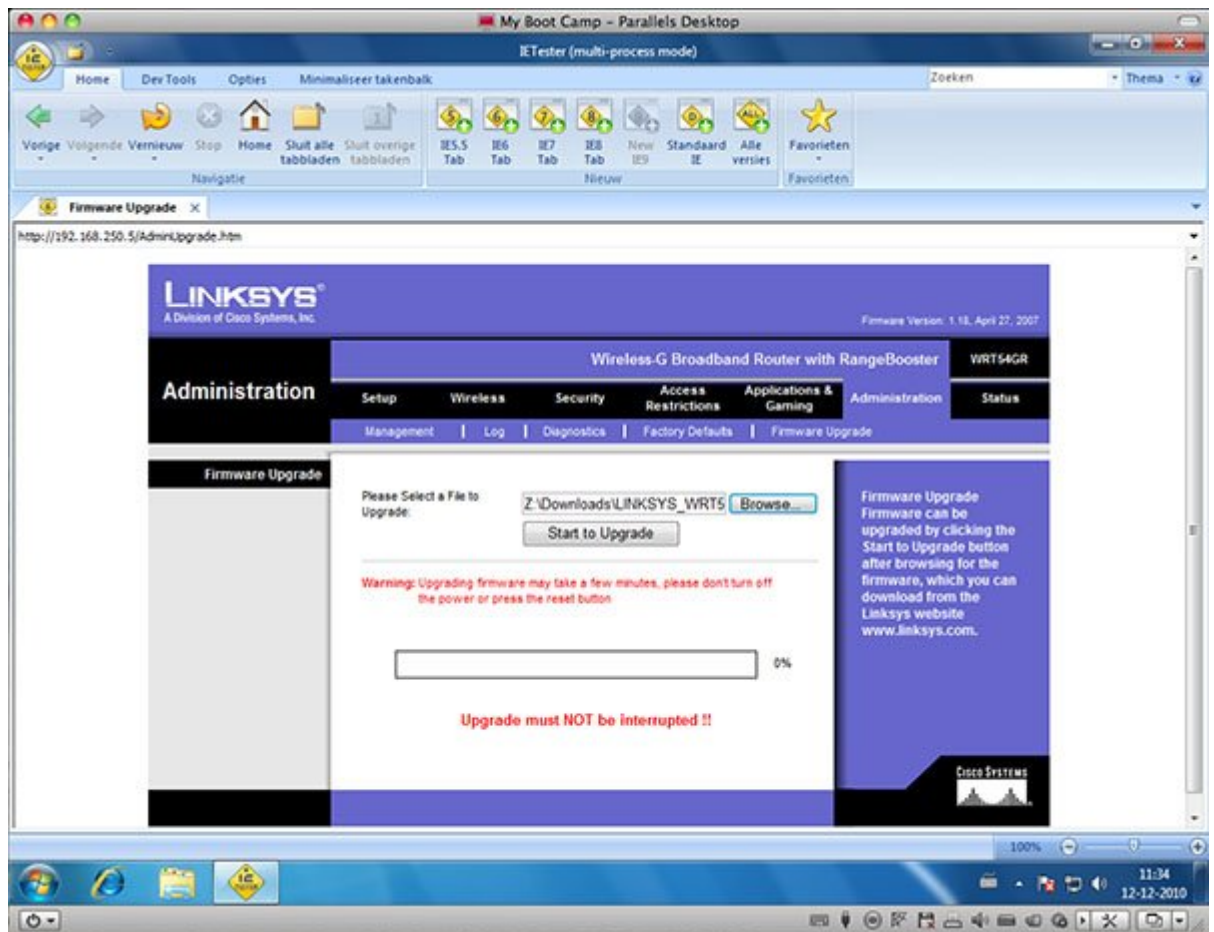 My Boot Camp – Parallels Desktop
IETester (multi-process mode)
Home Dev Tools Opties Minimaliseer takenbalk Zoeken Thema
Vorige Volgende Vernieuw Stop Home Sluit alle tabbladen Sluit overige tabbladen IE5.5 Tab IE6 Tab IE7 Tab IE8 Tab New IE9 Standaard IE Alle versies Favorieten
Navigatie Nieuw Favorieten
Firmware Upgrade
http://192.168.250.5/AdminUpgrade.htm
LINKSYS®
A Division of Cisco Systems, Inc.
Firmware Version: 1.18, April 27, 2007
Wireless-G Broadband Router with RangeBooster WRT54GR
Administration
Setup Wireless Security Access Restrictions Applications & Gaming Administration Status
Management | Log | Diagnostics | Factory Defaults | Firmware Upgrade
Firmware Upgrade
Please Select a File to
Upgrade:
Z:\Downloads\LINKSYS_WRT5 Browse...
Start to Upgrade
Warning: Upgrading firmware may take a few minutes, please don't turn off
the power or press the reset button
0%
Upgrade must NOT be interrupted !!
Firmware Upgrade
Firmware can be
upgraded by clicking the
Start to Upgrade button
after browsing for the
firmware, which you can
download from the
Linksys website
www.linksys.com.
CISCO SYSTEMS
100%
11:34
12-12-2010